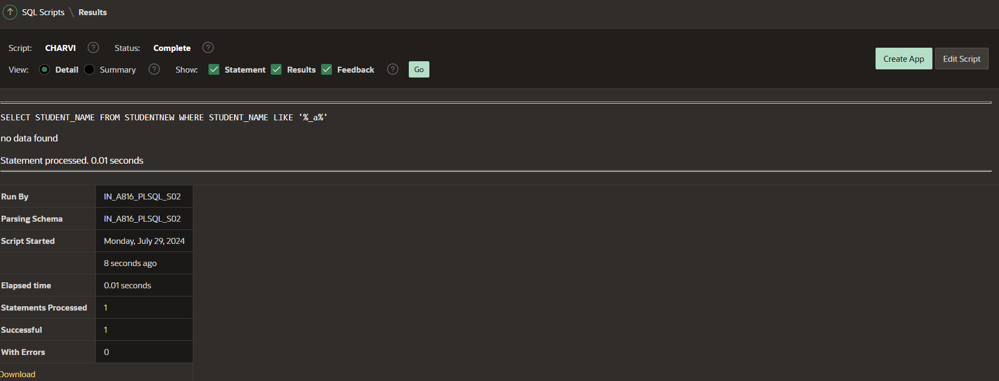 SQL Scripts \ Results
Script: CHARVI ? Status: Complete ?
View: Detail Summary ? Show: Statement Results Feedback ? Go
Create App Edit Script
SELECT STUDENT_NAME FROM STUDENTNEW WHERE STUDENT_NAME LIKE '%_a%'
no data found
Statement processed. 0.01 seconds
Run By IN_A816_PLSQL_S02
Parsing Schema IN_A816_PLSQL_S02
Script Started Monday, July 29, 2024
8 seconds ago
Elapsed time 0.01 seconds
Statements Processed 1
Successful 1
With Errors 0
Download